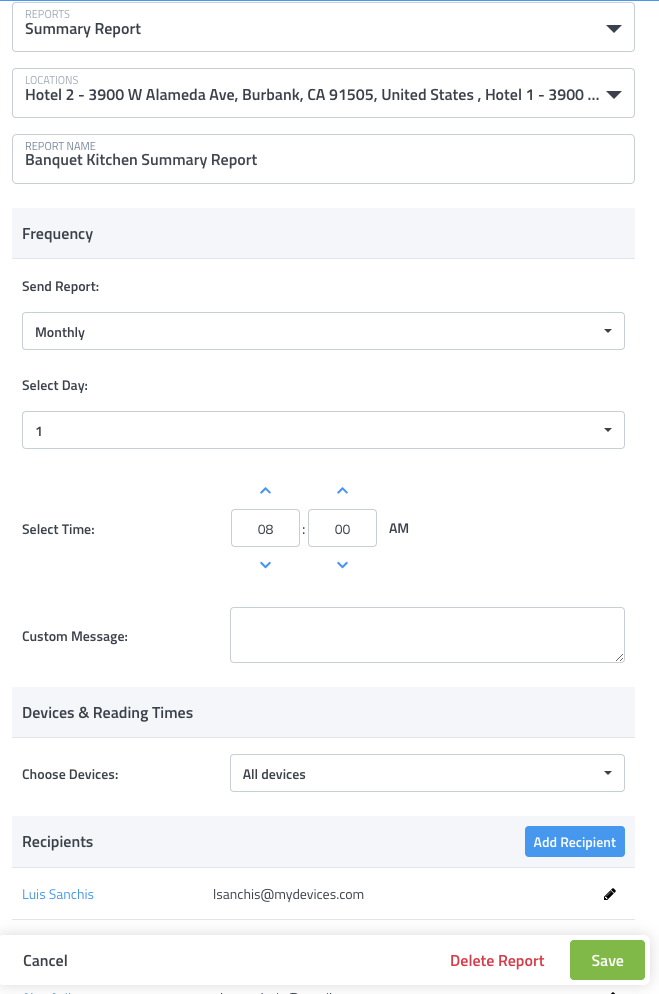 REPORTS
Summary Report
LOCATIONS
Hotel 2 - 3900 W Alameda Ave, Burbank, CA 91505, United States , Hotel 1 - 3900 ...
REPORT NAME
Banquet Kitchen Summary Report
Frequency
Send Report:
Monthly
Select Day:
1
Select Time:
08 : 00 AM
Custom Message:
Devices & Reading Times
Choose Devices:
All devices
Recipients
Add Recipient
Luis Sanchis
lsanchis@mydevices.com
Cancel
Delete Report
Save